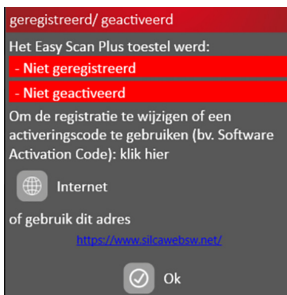 geregistreerd/ geactiveerd
Het Easy Scan Plus toestel werd:
- Niet geregistreerd
- Niet geactiveerd
Om de registratie te wijzigen of een
activeringscode te gebruiken (bv. Software
Activation Code): klik hier
Internet
of gebruik dit adres
https://www.silcawebsw.net/
Ok